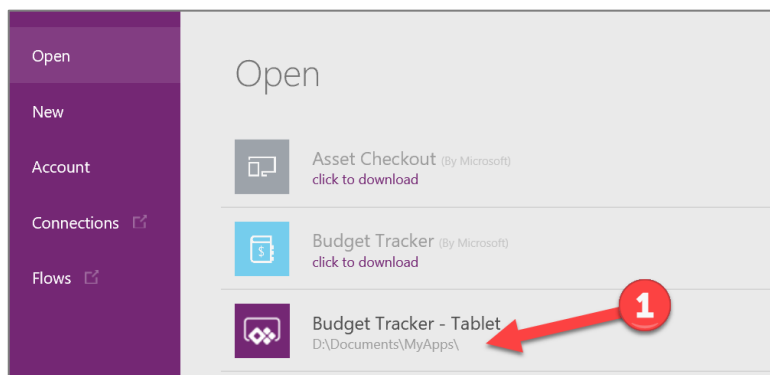 Open
New
Account
Connections
Flows
Open
Asset Checkout (By Microsoft)
click to download
Budget Tracker (By Microsoft)
click to download
Budget Tracker - Tablet
D:\Documents\MyApps\
1